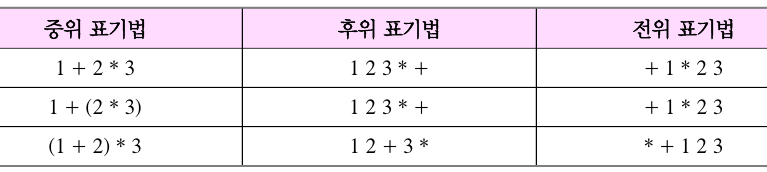 중위 표기법 후위 표기법 전위 표기법
1 + 2 * 3 1 2 3 * + + 1 * 2 3
1 + (2 * 3) 1 2 3 * + + 1 * 2 3
(1 + 2) * 3 1 2 + 3 * * + 1 2 3